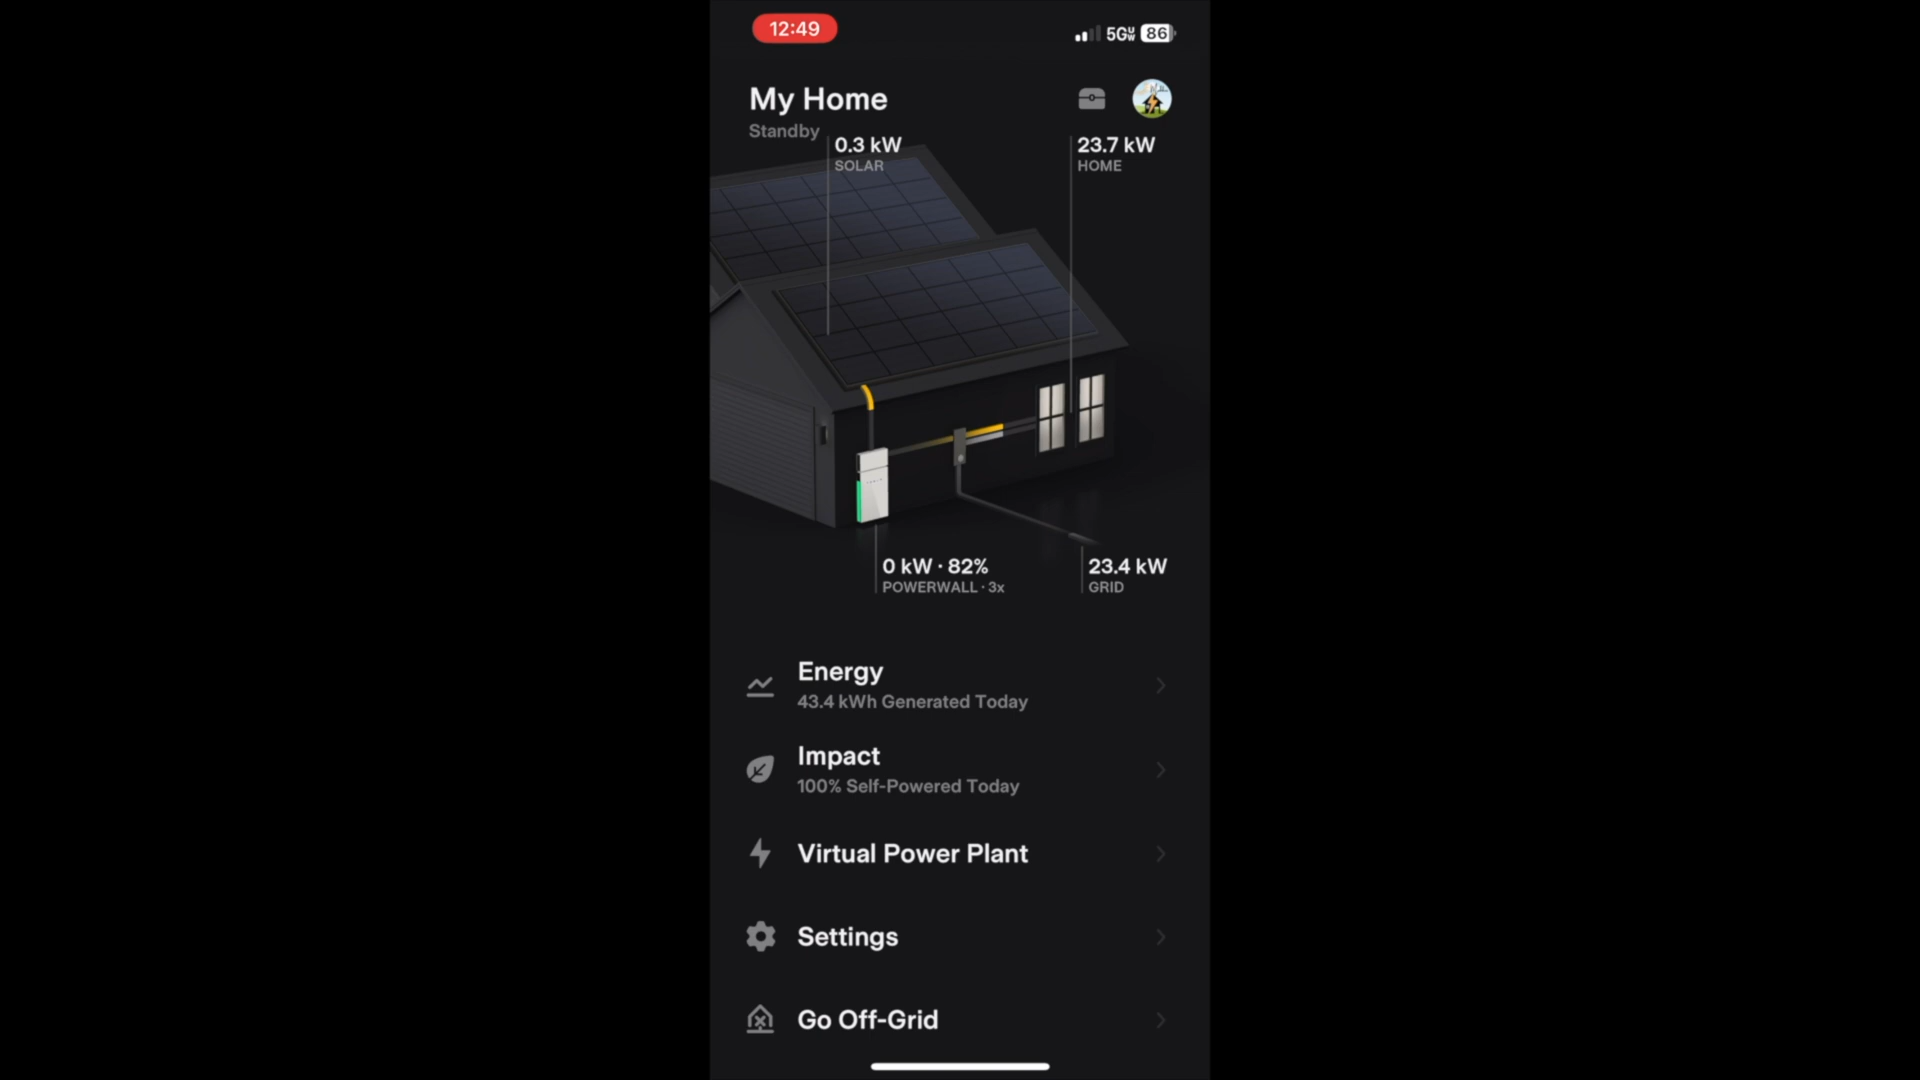 12:49
5GUW 86
My Home
Standby
0.3 kW
SOLAR
23.7 kW
HOME
0 kW · 82%
POWERWALL · 3x
23.4 kW
GRID
Energy
43.4 kWh Generated Today
Impact
100% Self-Powered Today
Virtual Power Plant
Settings
Go Off-Grid